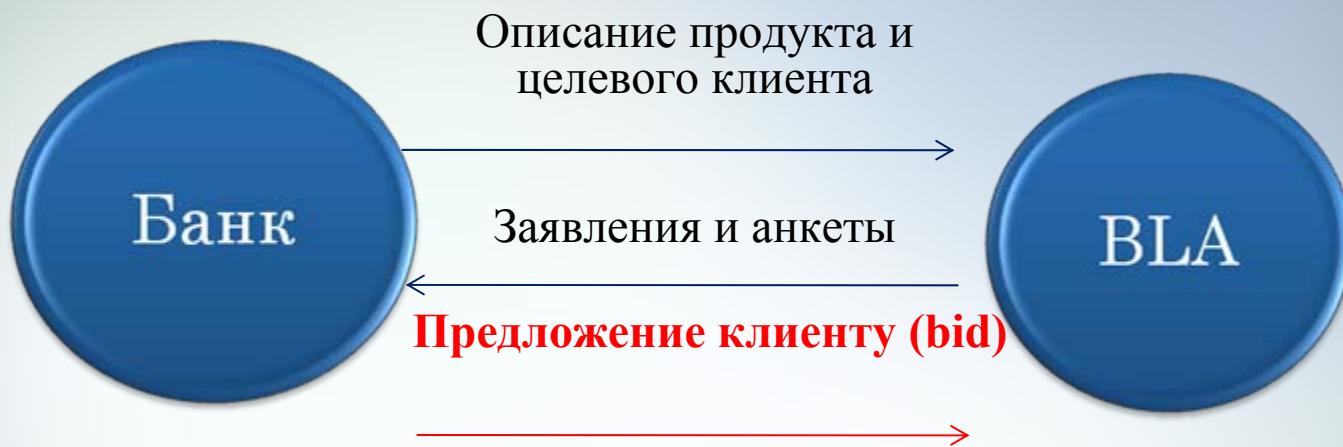 Описание продукта и
целевого клиента
Банк
Заявления и анкеты
BLA
Предложение клиенту (bid)